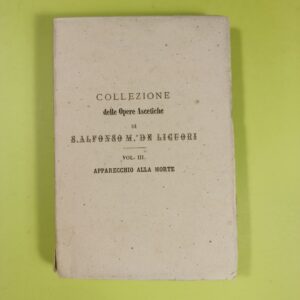 COLLEZIONE
delle Opere Ascetiche
DI
S. ALFONSO M.ª DE LIGUORI
VOL. III.
APPARECCHIO ALLA MORTE